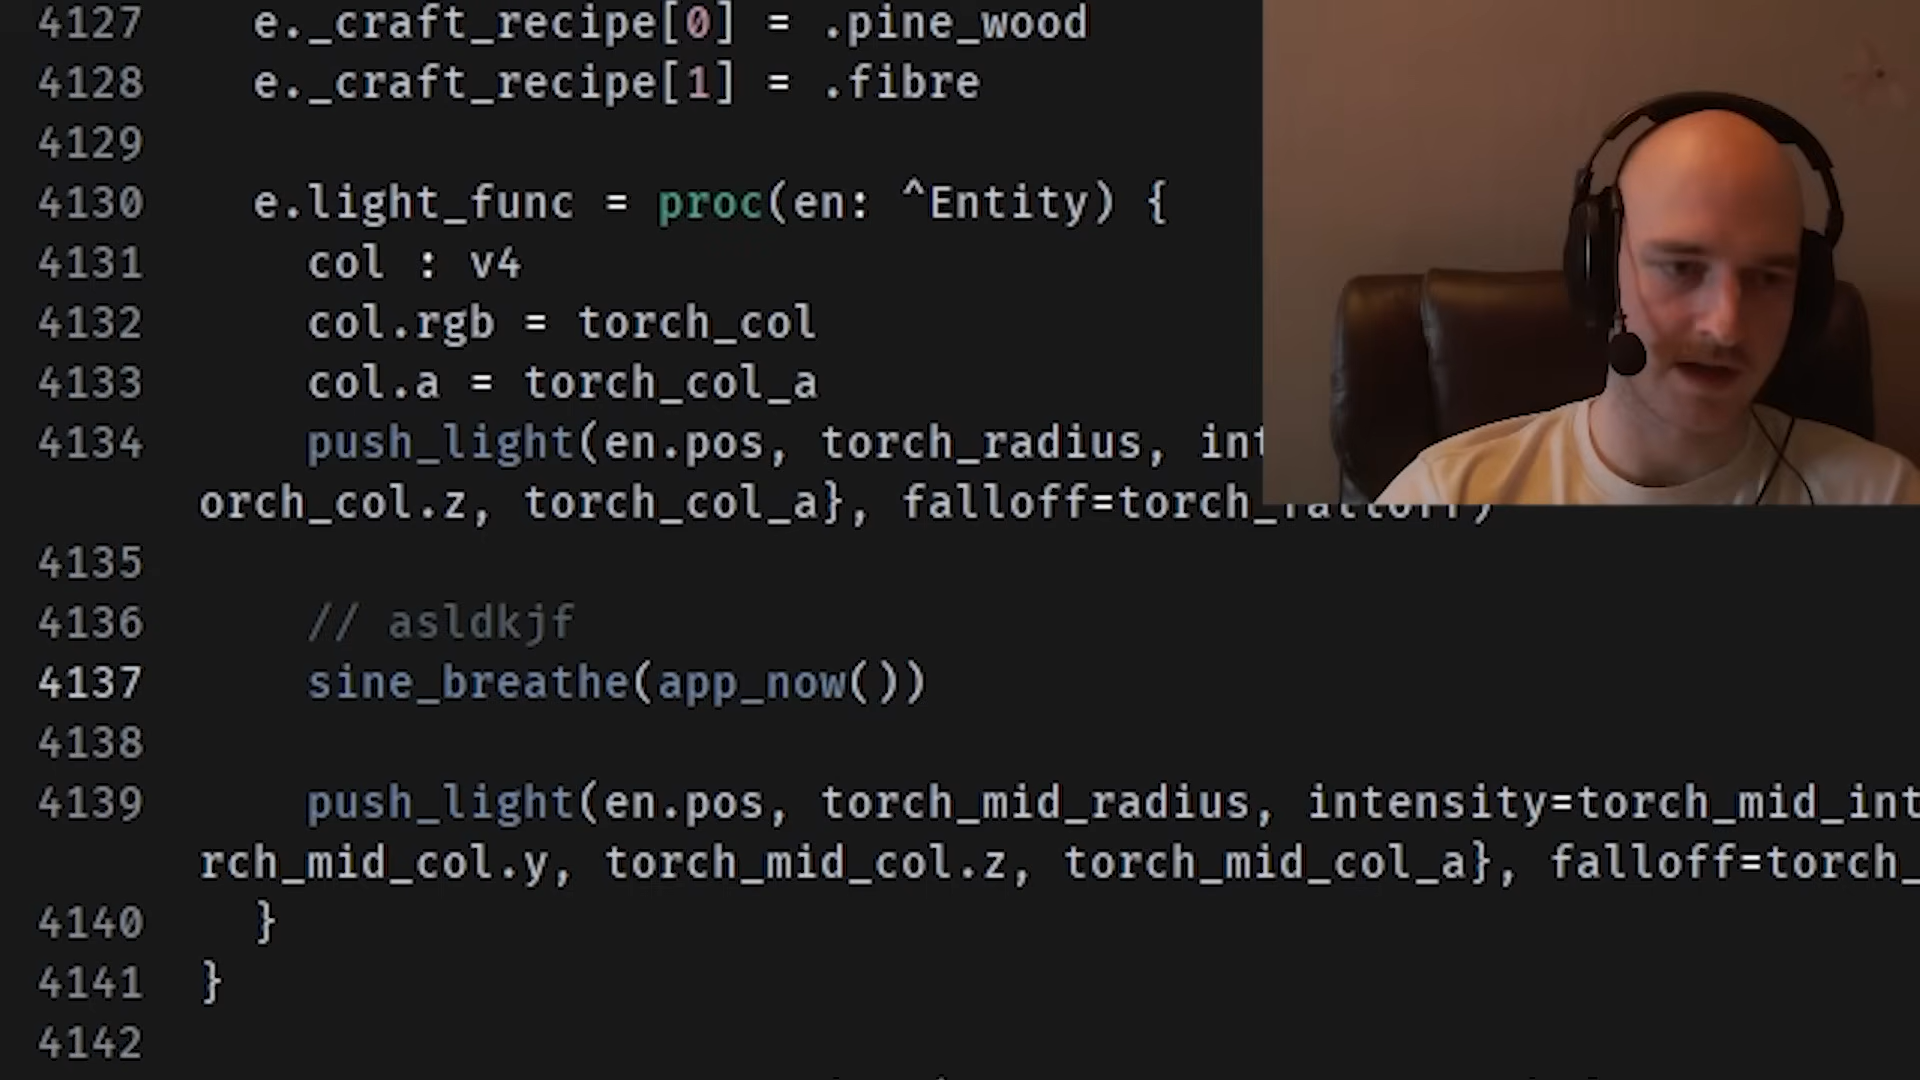 4127 e._craft_recipe[0] = .pine_wood
4128 e._craft_recipe[1] = .fibre
4129
4130 e.light_func = proc(en: ^Entity) {
4131 col : v4
4132 col.rgb = torch_col
4133 col.a = torch_col_a
4134 push_light(en.pos, torch_radius, int
orch_col.z, torch_col_a}, falloff=torch_falloff)
4135
4136 // asldkjf
4137 sine_breathe(app_now())
4138
4139 push_light(en.pos, torch_mid_radius, intensity=torch_mid_int
rch_mid_col.y, torch_mid_col.z, torch_mid_col_a}, falloff=torch_
4140 }
4141 }
4142